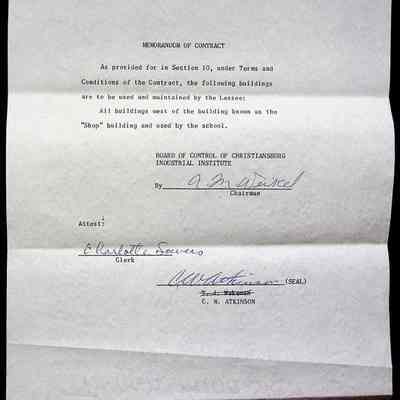 MEMORANDUM OF CONTRACT
As provided for in Section 10, under Terms and
Conditions of the Contract, the following buildings
are to be used and maintained by the Lessee:
All buildings west of the building known as the
"Shop" building and used by the school.
BOARD OF CONTROL OF CHRISTIANSBURG
INDUSTRIAL INSTITUTE
By
Chairman
Attest:
Charlotte Sowers
Clerk
C W Atkinson (SEAL)
C. W. ATKINSON